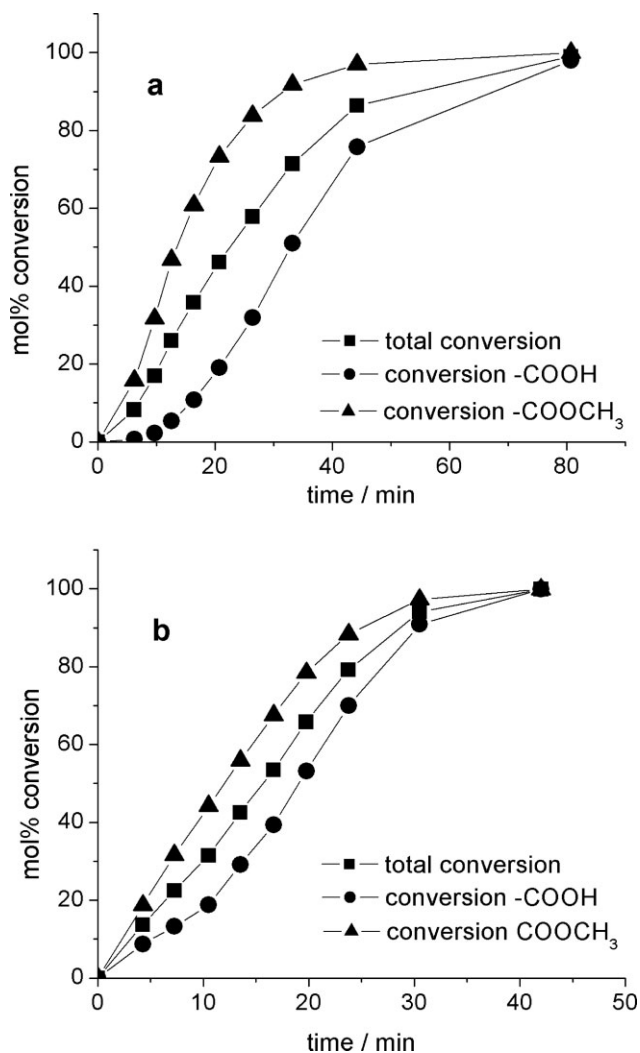 a
100
80
60
40
20
0
mol% conversion
total conversion
conversion -COOH
conversion -COOCH₃
0 20 40 60 80
time / min
b
100
80
60
40
20
0
mol% conversion
total conversion
conversion -COOH
conversion COOCH₃
0 10 20 30 40 50
time / min